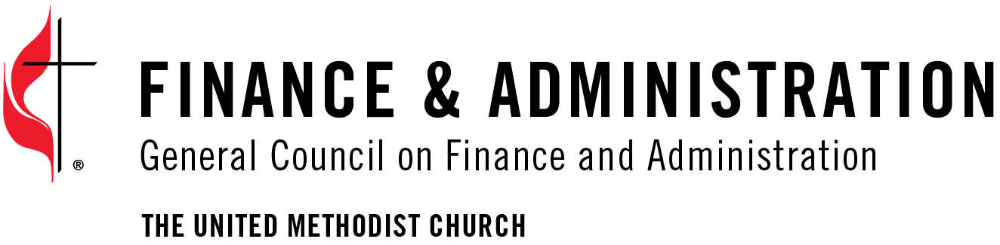 FINANCE & ADMINISTRATION
General Council on Finance and Administration
®
THE UNITED METHODIST CHURCH